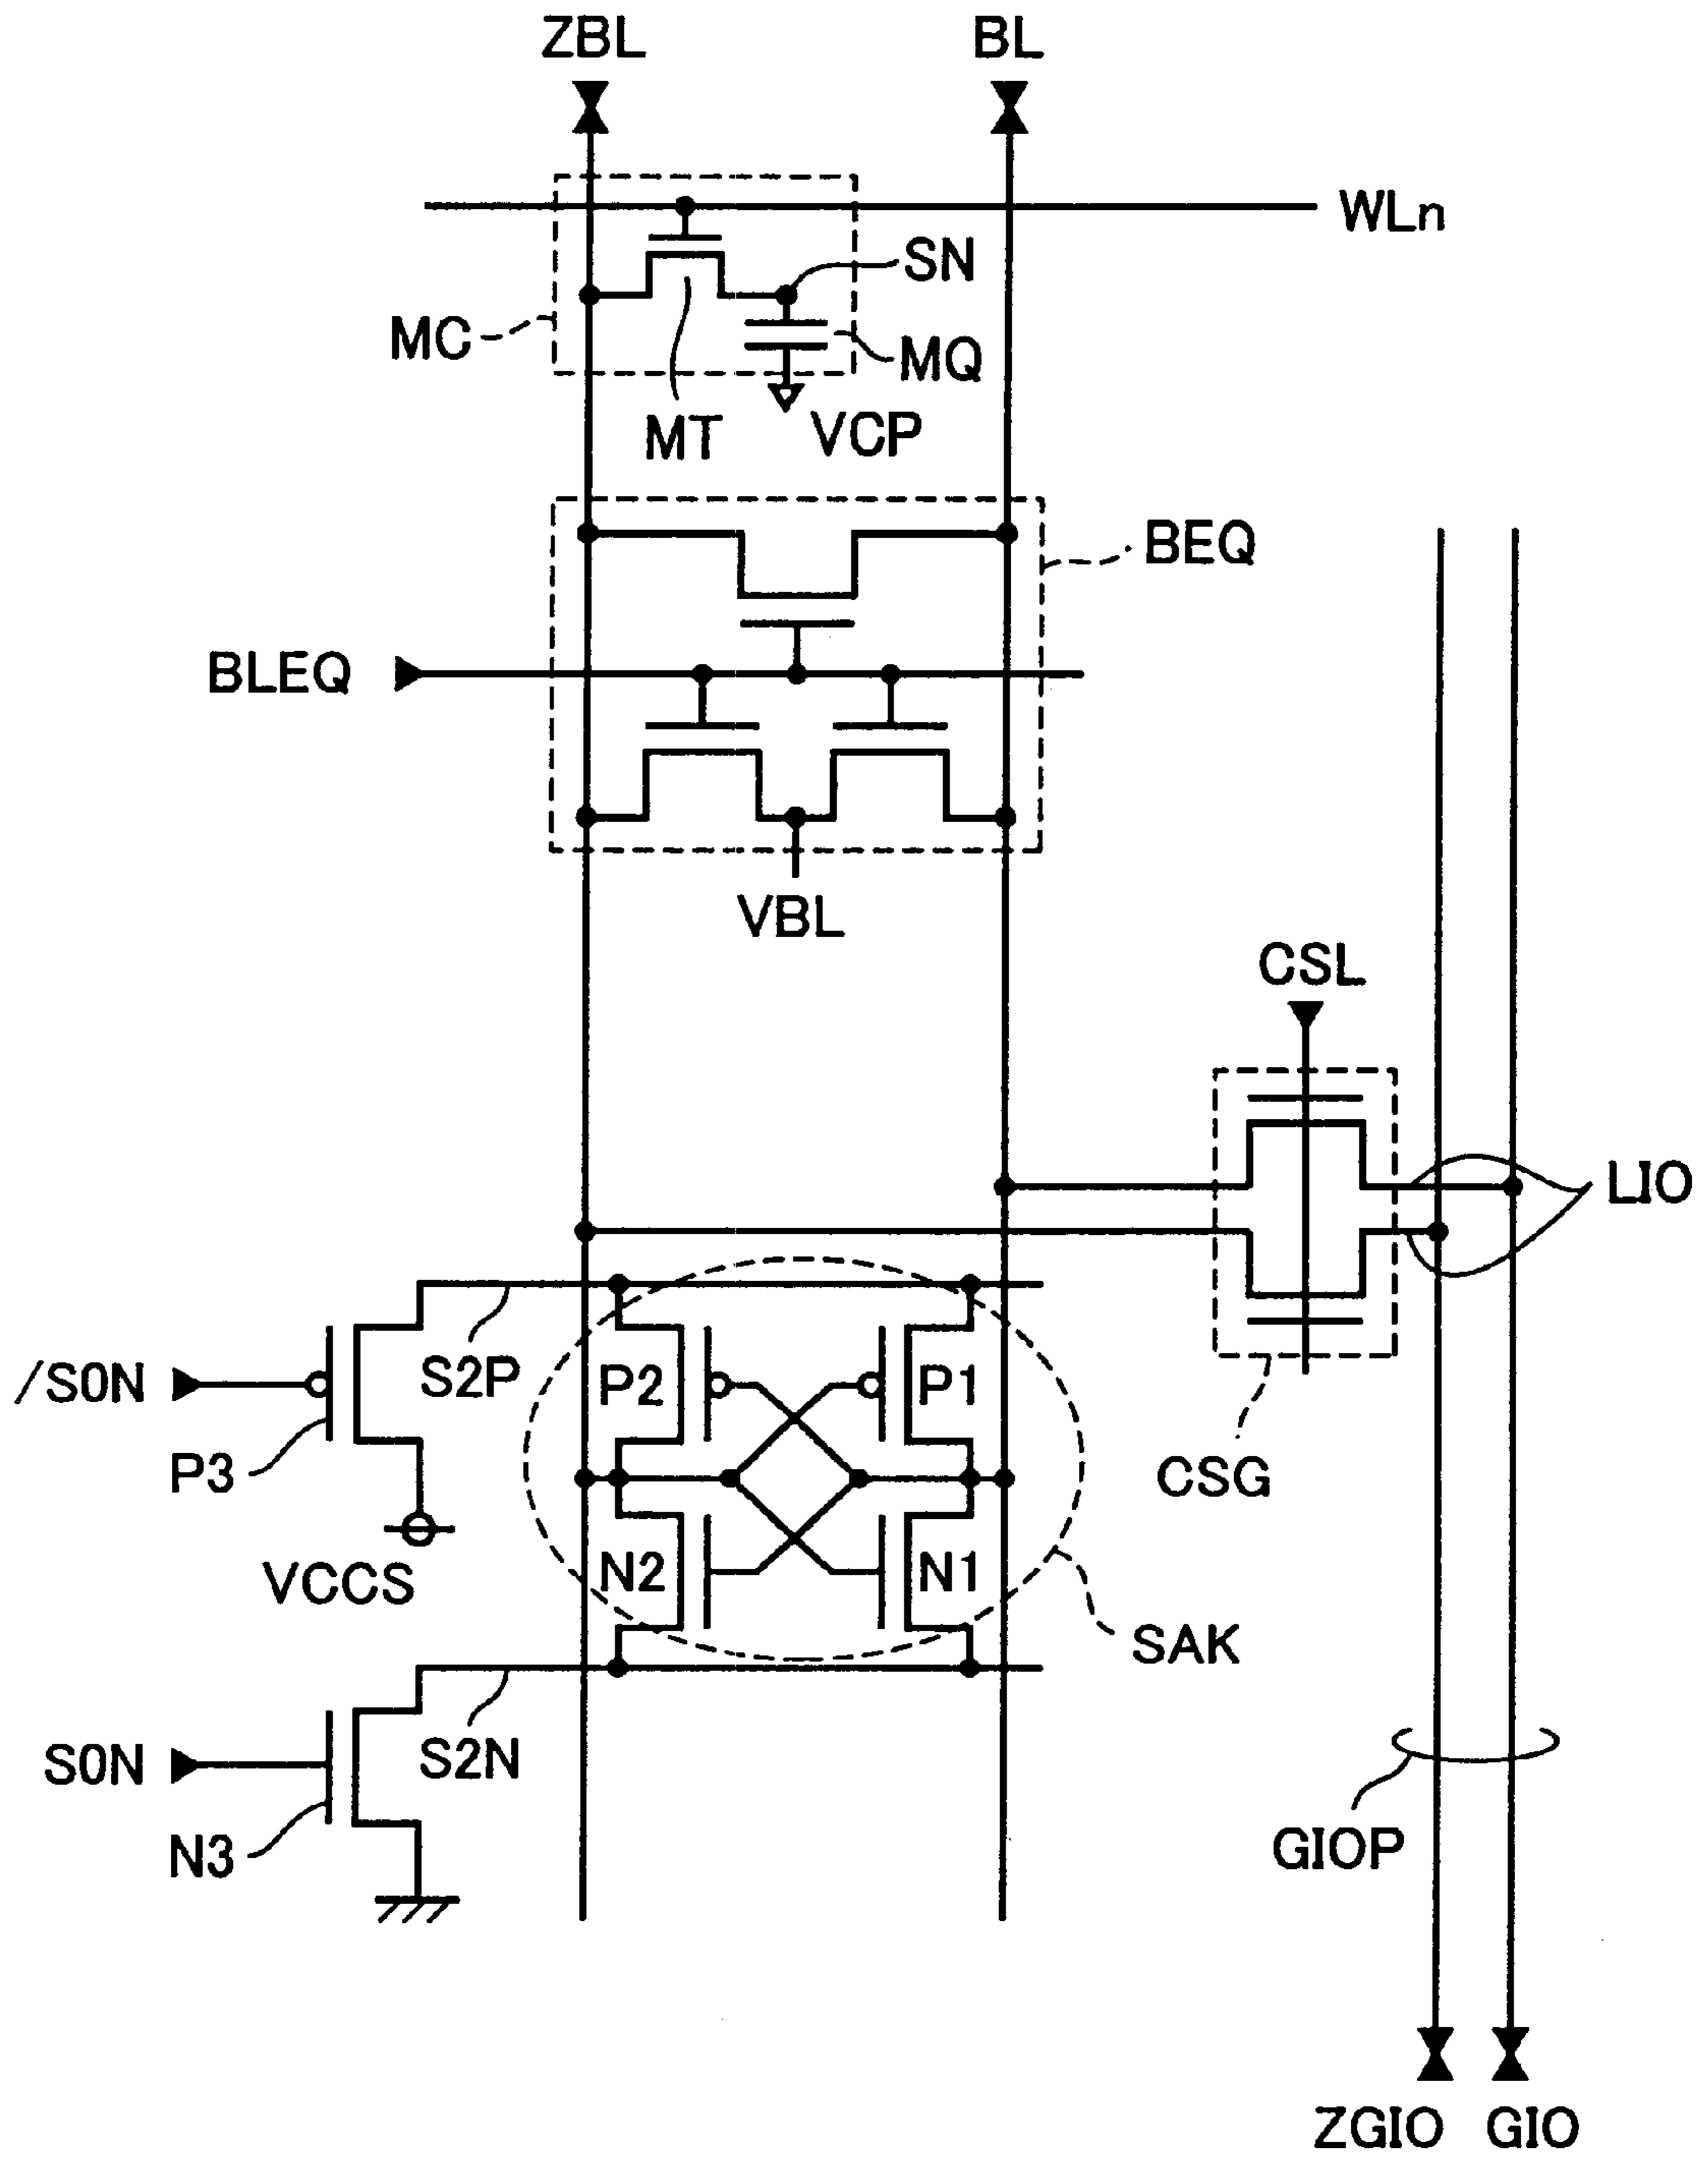 ZBL BL
WLn
SN
MC
MQ
MT VCP
BEQ
BLEQ
VBL
CSL
LIO
/S0N S2P P2 P1
P3
CSG
VCCS
N2 N1
SAK
S0N S2N
N3
GIOP
ZGIO GIO